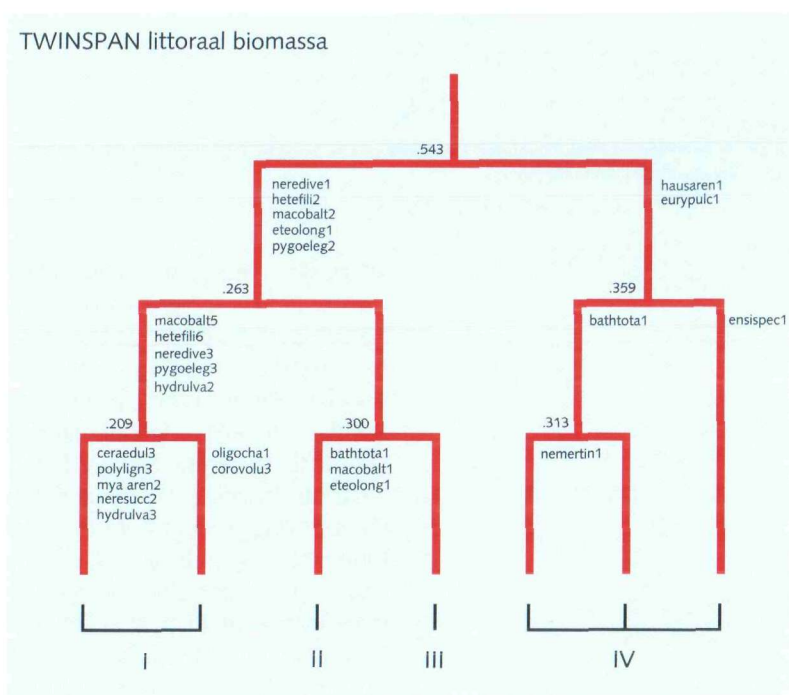 TWINSPAN littoraal biomassa
.543
neredive1
hetefili2
macobalt2
eteolong1
pygoeleg2
hausaren1
eurypulc1
.263
.359
macobalt5
hetefili6
neredive3
pygoeleg3
hydrulva2
bathtota1
ensispec1
.209
.300
.313
ceraedul3
polylign3
mya aren2
neresucc2
hydrulva3
oligocha1
corovolu3
bathtota1
macobalt1
eteolong1
nemertin1
i
ii
iii
iV